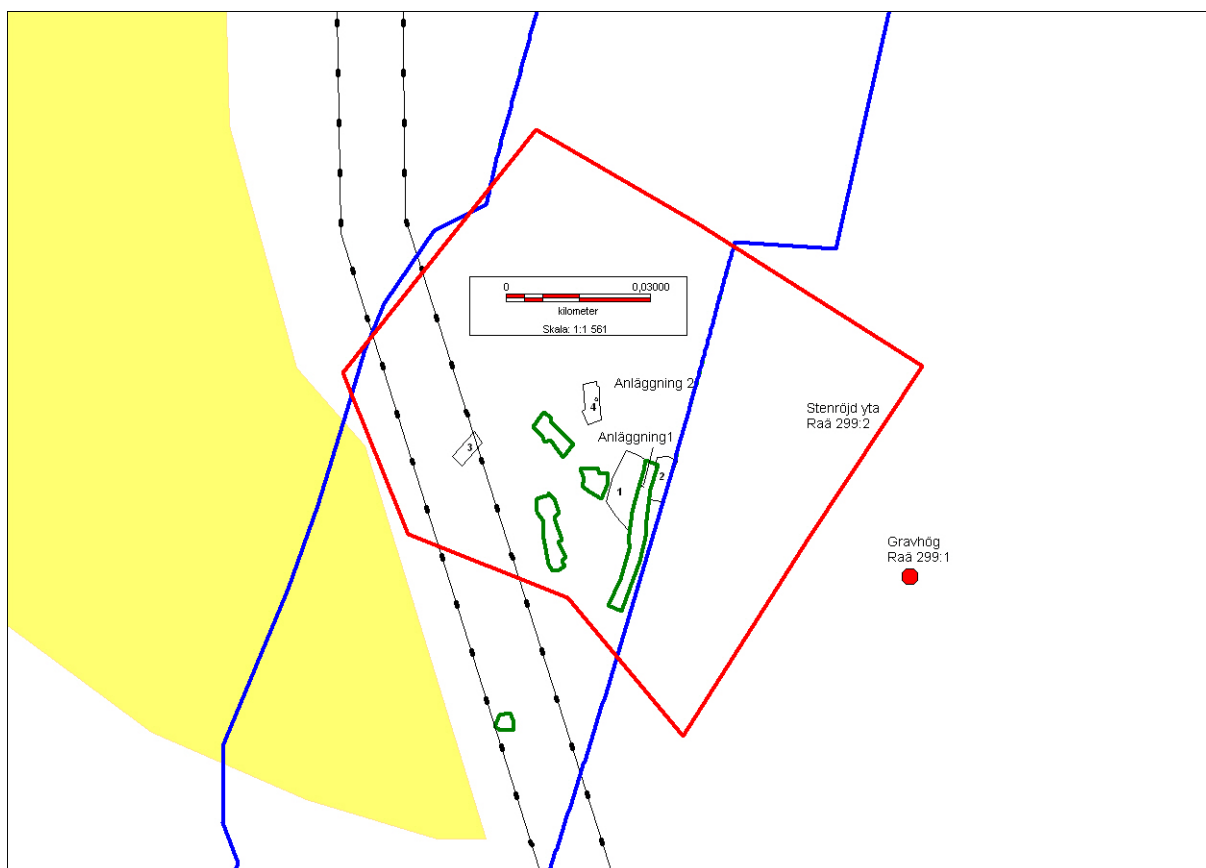 0 0,03000
kilometer
Skala: 1:1 561
Anläggning 2
4
Anläggning1
3
1
2
Stenröjd yta
Raä 299:2
Gravhög
Raä 299:1